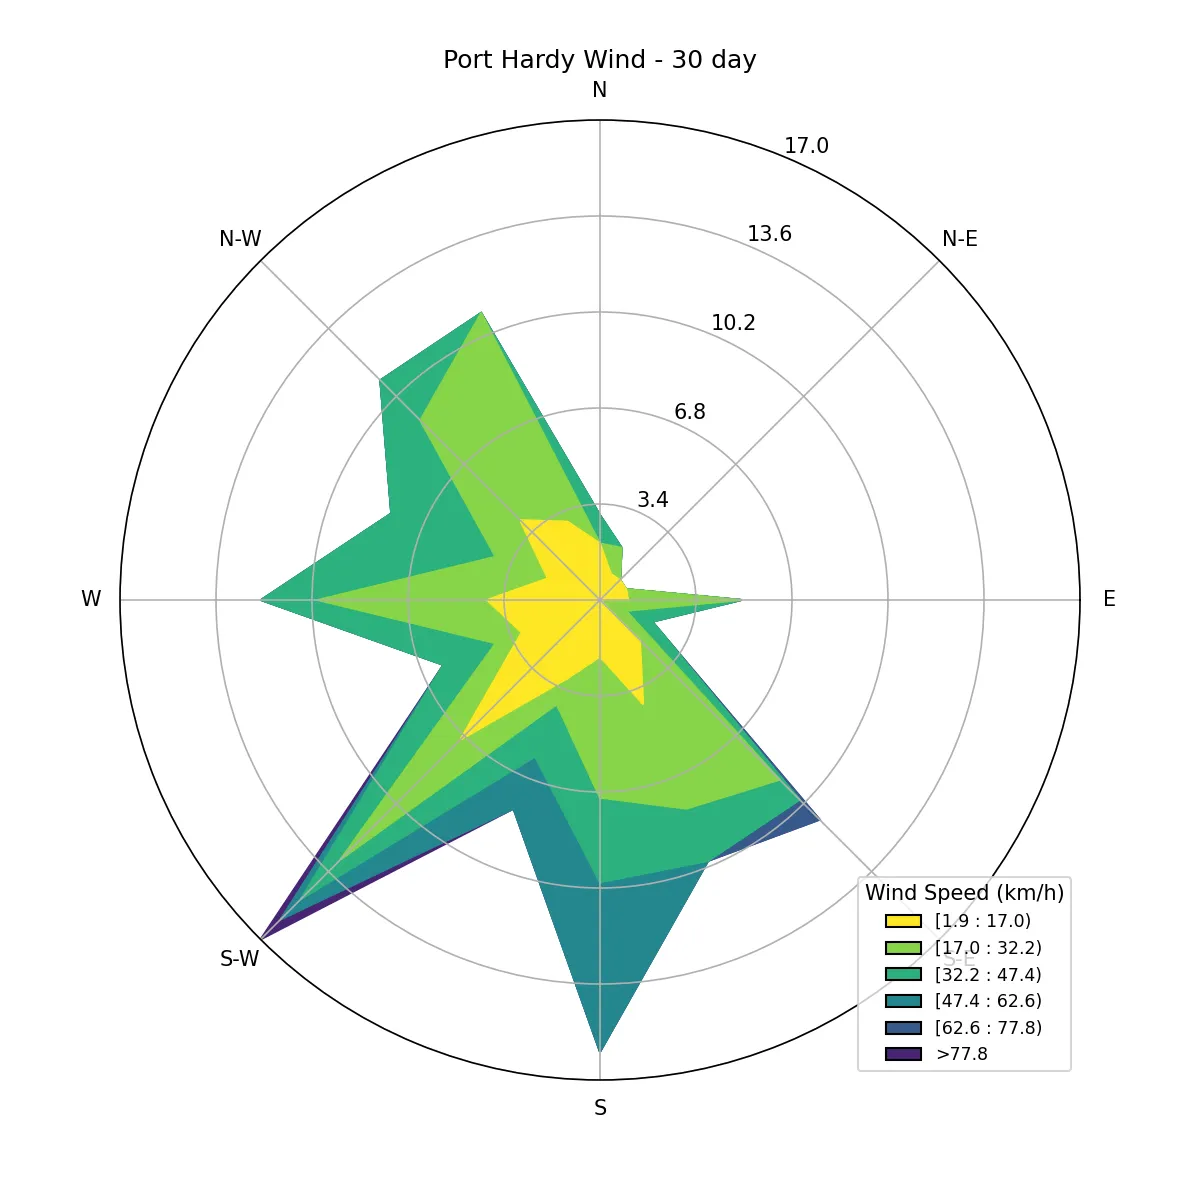 Port Hardy Wind - 30 day
N
17.0
13.6
N-W
N-E
10.2
6.8
3.4
W
E
S-W
S-E
Wind Speed (km/h)
[1.9 : 17.0)
[17.0 : 32.2)
[32.2 : 47.4)
[47.4 : 62.6)
[62.6 : 77.8)
>77.8
S